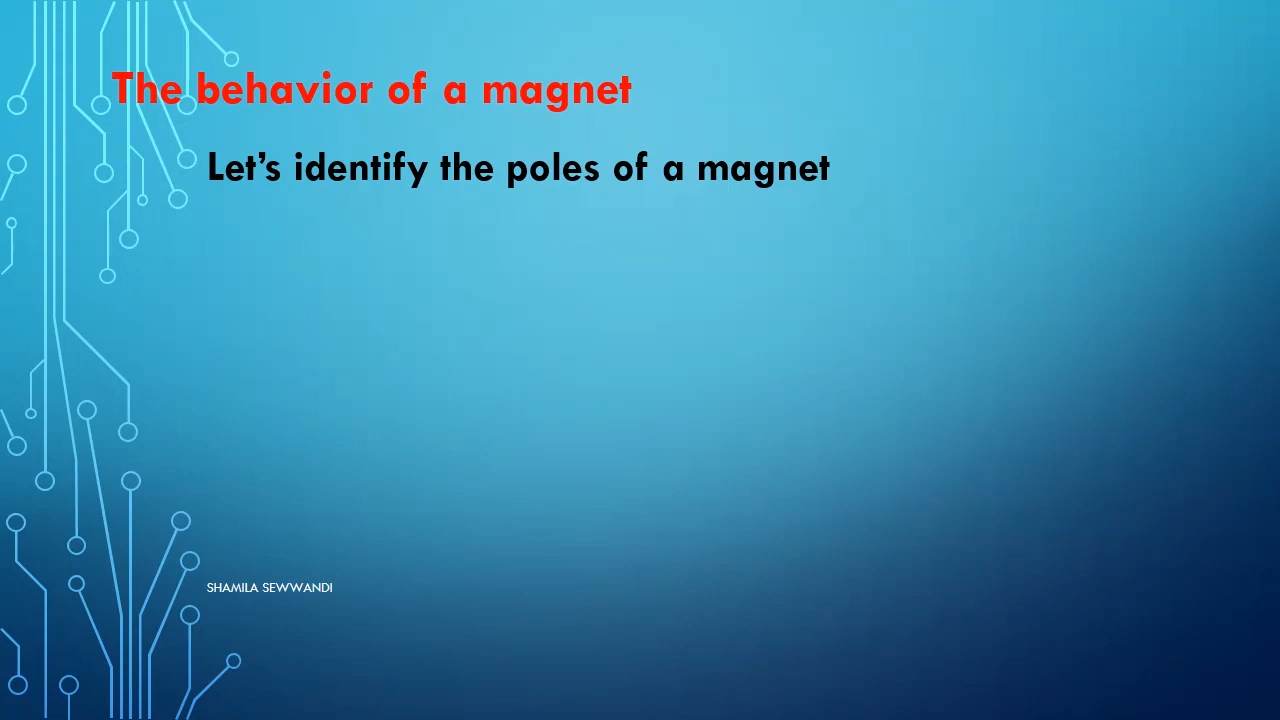 The behavior of a magnet
Let's identify the poles of a magnet
SHAMILA SEWWANDI